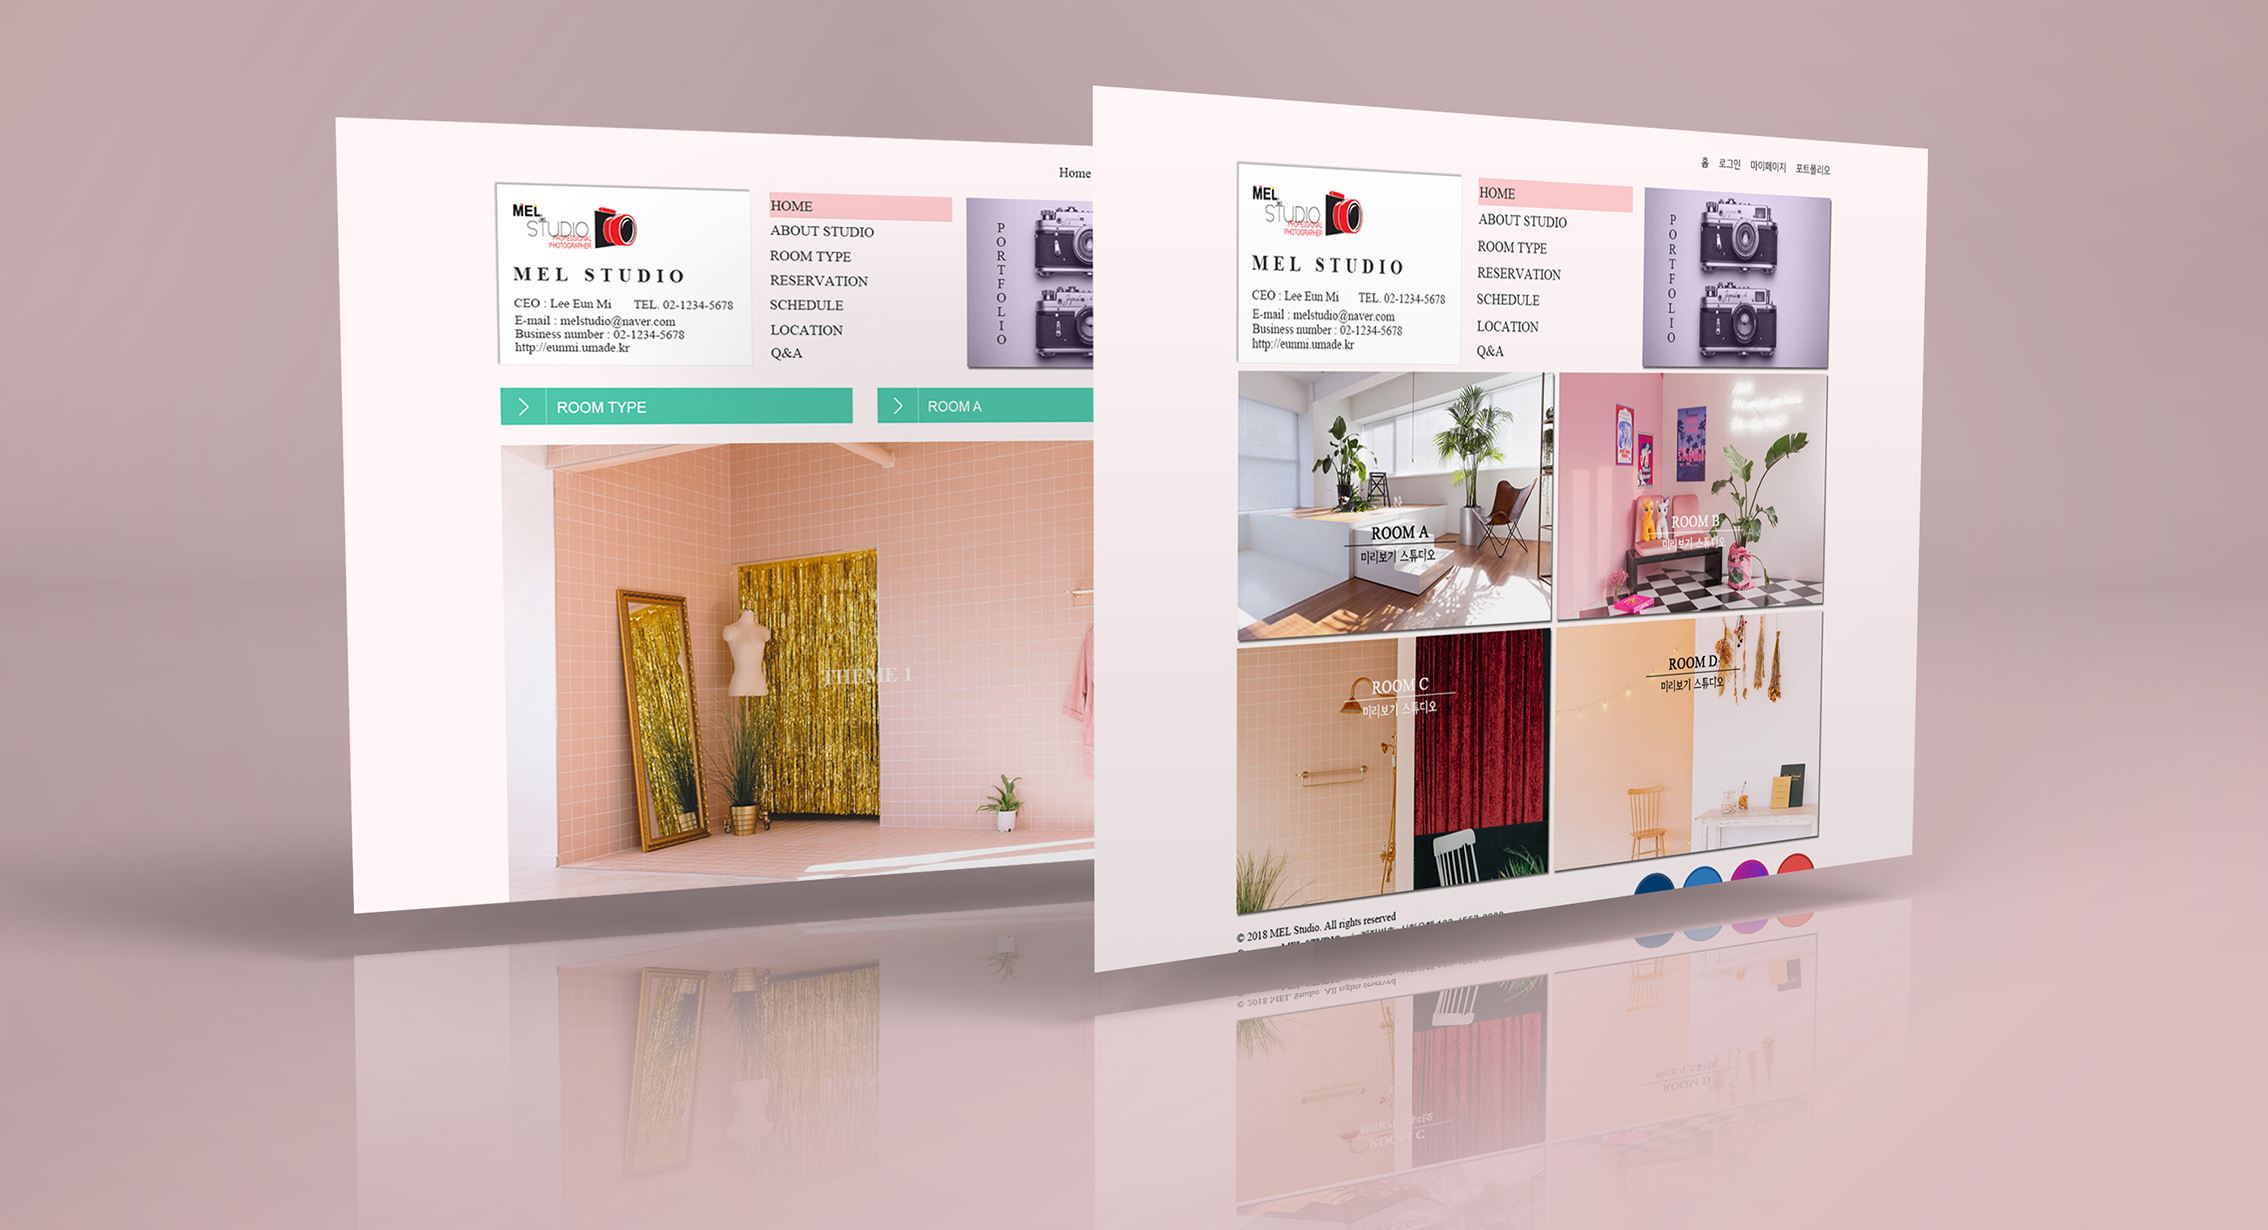 Home
MEL
STUDIO
PROFESSIONAL
PHOTOGRAPHER
MEL STUDIO
CEO : Lee Eun Mi TEL. 02-1234-5678
E-mail : melstudio@naver.com
Business number : 02-1234-5678
http://eunmi.umade.kr
HOME
ABOUT STUDIO
ROOM TYPE
RESERVATION
SCHEDULE
LOCATION
Q&A
PORTFOLIO
ROOM TYPE
ROOM A
THEME 1
홈 로그인 마이페이지 포트폴리오
MEL
STUDIO
PROFESSIONAL
PHOTOGRAPHER
MEL STUDIO
CEO : Lee Eun Mi TEL. 02-1234-5678
E-mail : melstudio@naver.com
Business number : 02-1234-5678
http://eunmi.umade.kr
HOME
ABOUT STUDIO
ROOM TYPE
RESERVATION
SCHEDULE
LOCATION
Q&A
PORTFOLIO
ROOM A
미리보기 스튜디오
ROOM B
미리보기 스튜디오
ROOM C
미리보기 스튜디오
ROOM D
미리보기 스튜디오
© 2018 MEL Studio. All rights reserved